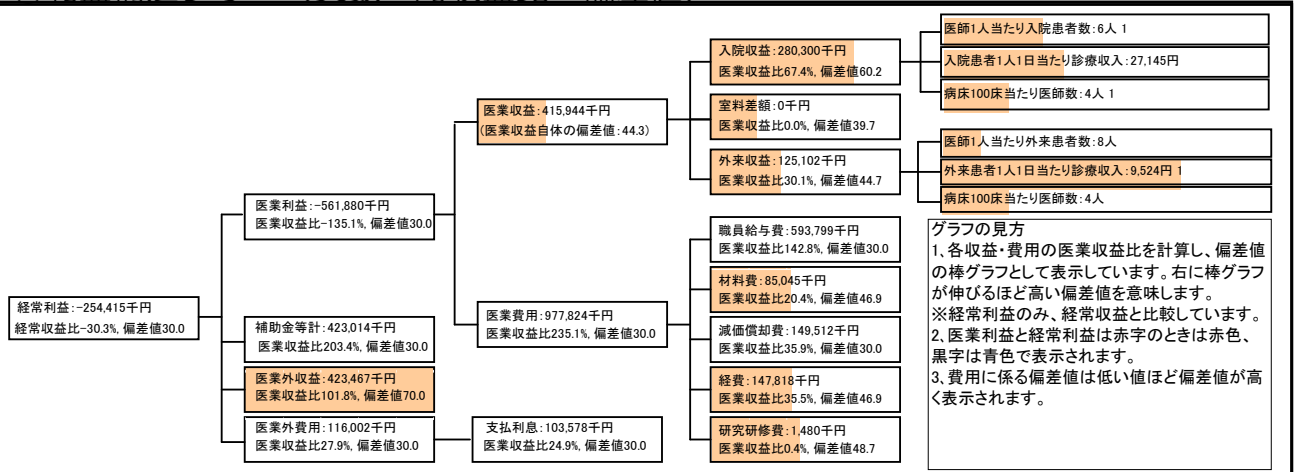 医師1人当たり入院患者数:6人 1
入院収益:280,300千円
医業収益比67.4%, 偏差値60.2
入院患者1人1日当たり診療収入:27,145円
病床100床当たり医師数:4人 1
医業収益:415,944千円
(医業収益自体の偏差値:44.3)
室料差額:0千円
医業収益比0.0%, 偏差値39.7
医師1人当たり外来患者数:8人
外来収益:125,102千円
医業収益比30.1%, 偏差値44.7
外来患者1人1日当たり診療収入:9,524円 1
病床100床当たり医師数:4人
医業利益:-561,880千円
医業収益比-135.1%, 偏差値30.0
職員給与費:593,799千円
医業収益比142.8%, 偏差値30.0
材料費:85,045千円
医業収益比20.4%, 偏差値46.9
経常利益:-254,415千円
経常収益比-30.3%, 偏差値30.0
医業費用:977,824千円
医業収益比235.1%, 偏差値30.0
補助金等計:423,014千円
医業収益比203.4%, 偏差値30.0
減価償却費:149,512千円
医業収益比35.9%, 偏差値30.0
医業外収益:423,467千円
医業収益比101.8%, 偏差値70.0
経費:147,818千円
医業収益比35.5%, 偏差値46.9
医業外費用:116,002千円
医業収益比27.9%, 偏差値30.0
支払利息:103,578千円
医業収益比24.9%, 偏差値30.0
研究研修費:1,480千円
医業収益比0.4%, 偏差値48.7
グラフの見方
1、各収益・費用の医業収益比を計算し、偏差値
の棒グラフとして表示しています。右に棒グラフ
が伸びるほど高い偏差値を意味します。
※経常利益のみ、経常収益と比較しています。
2、医業利益と経常利益は赤字のときは赤色、
黒字は青色で表示されます。
3、費用に係る偏差値は低い値ほど偏差値が高
く表示されます。